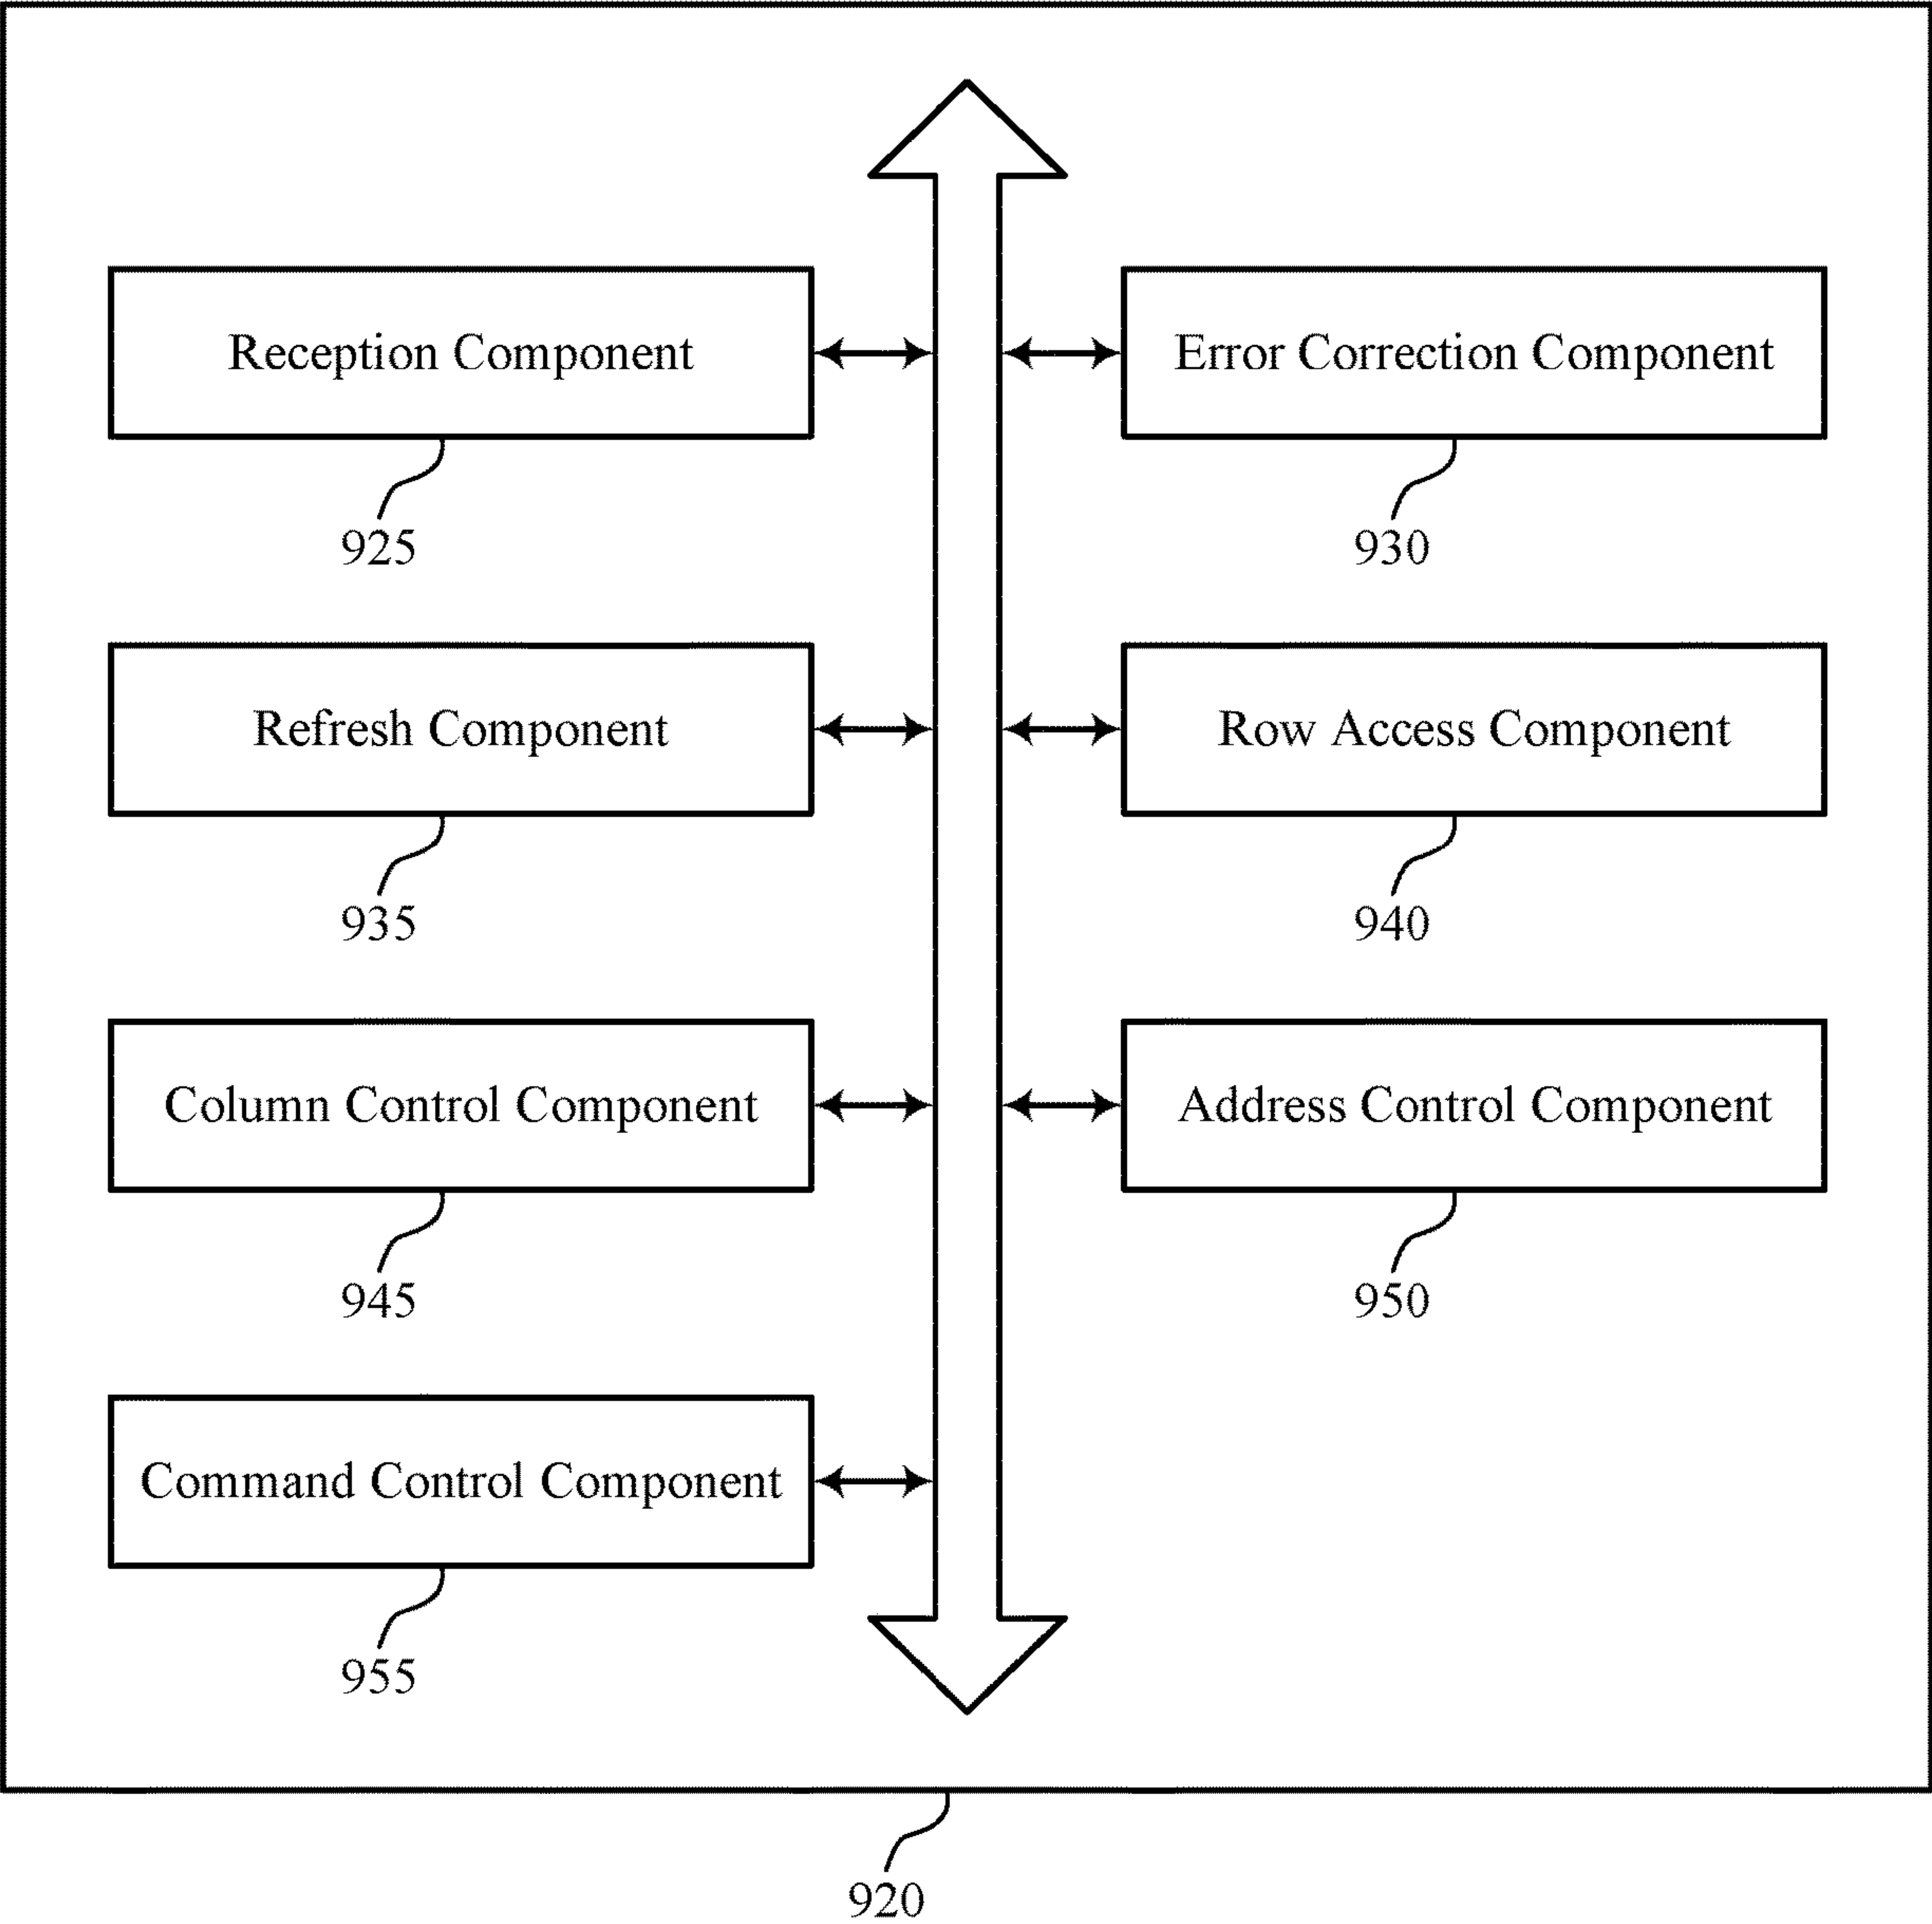 Reception Component
Error Correction Component
925
930
Refresh Component
Row Access Component
935
940
Column Control Component
Address Control Component
945
950
Command Control Component
955
920